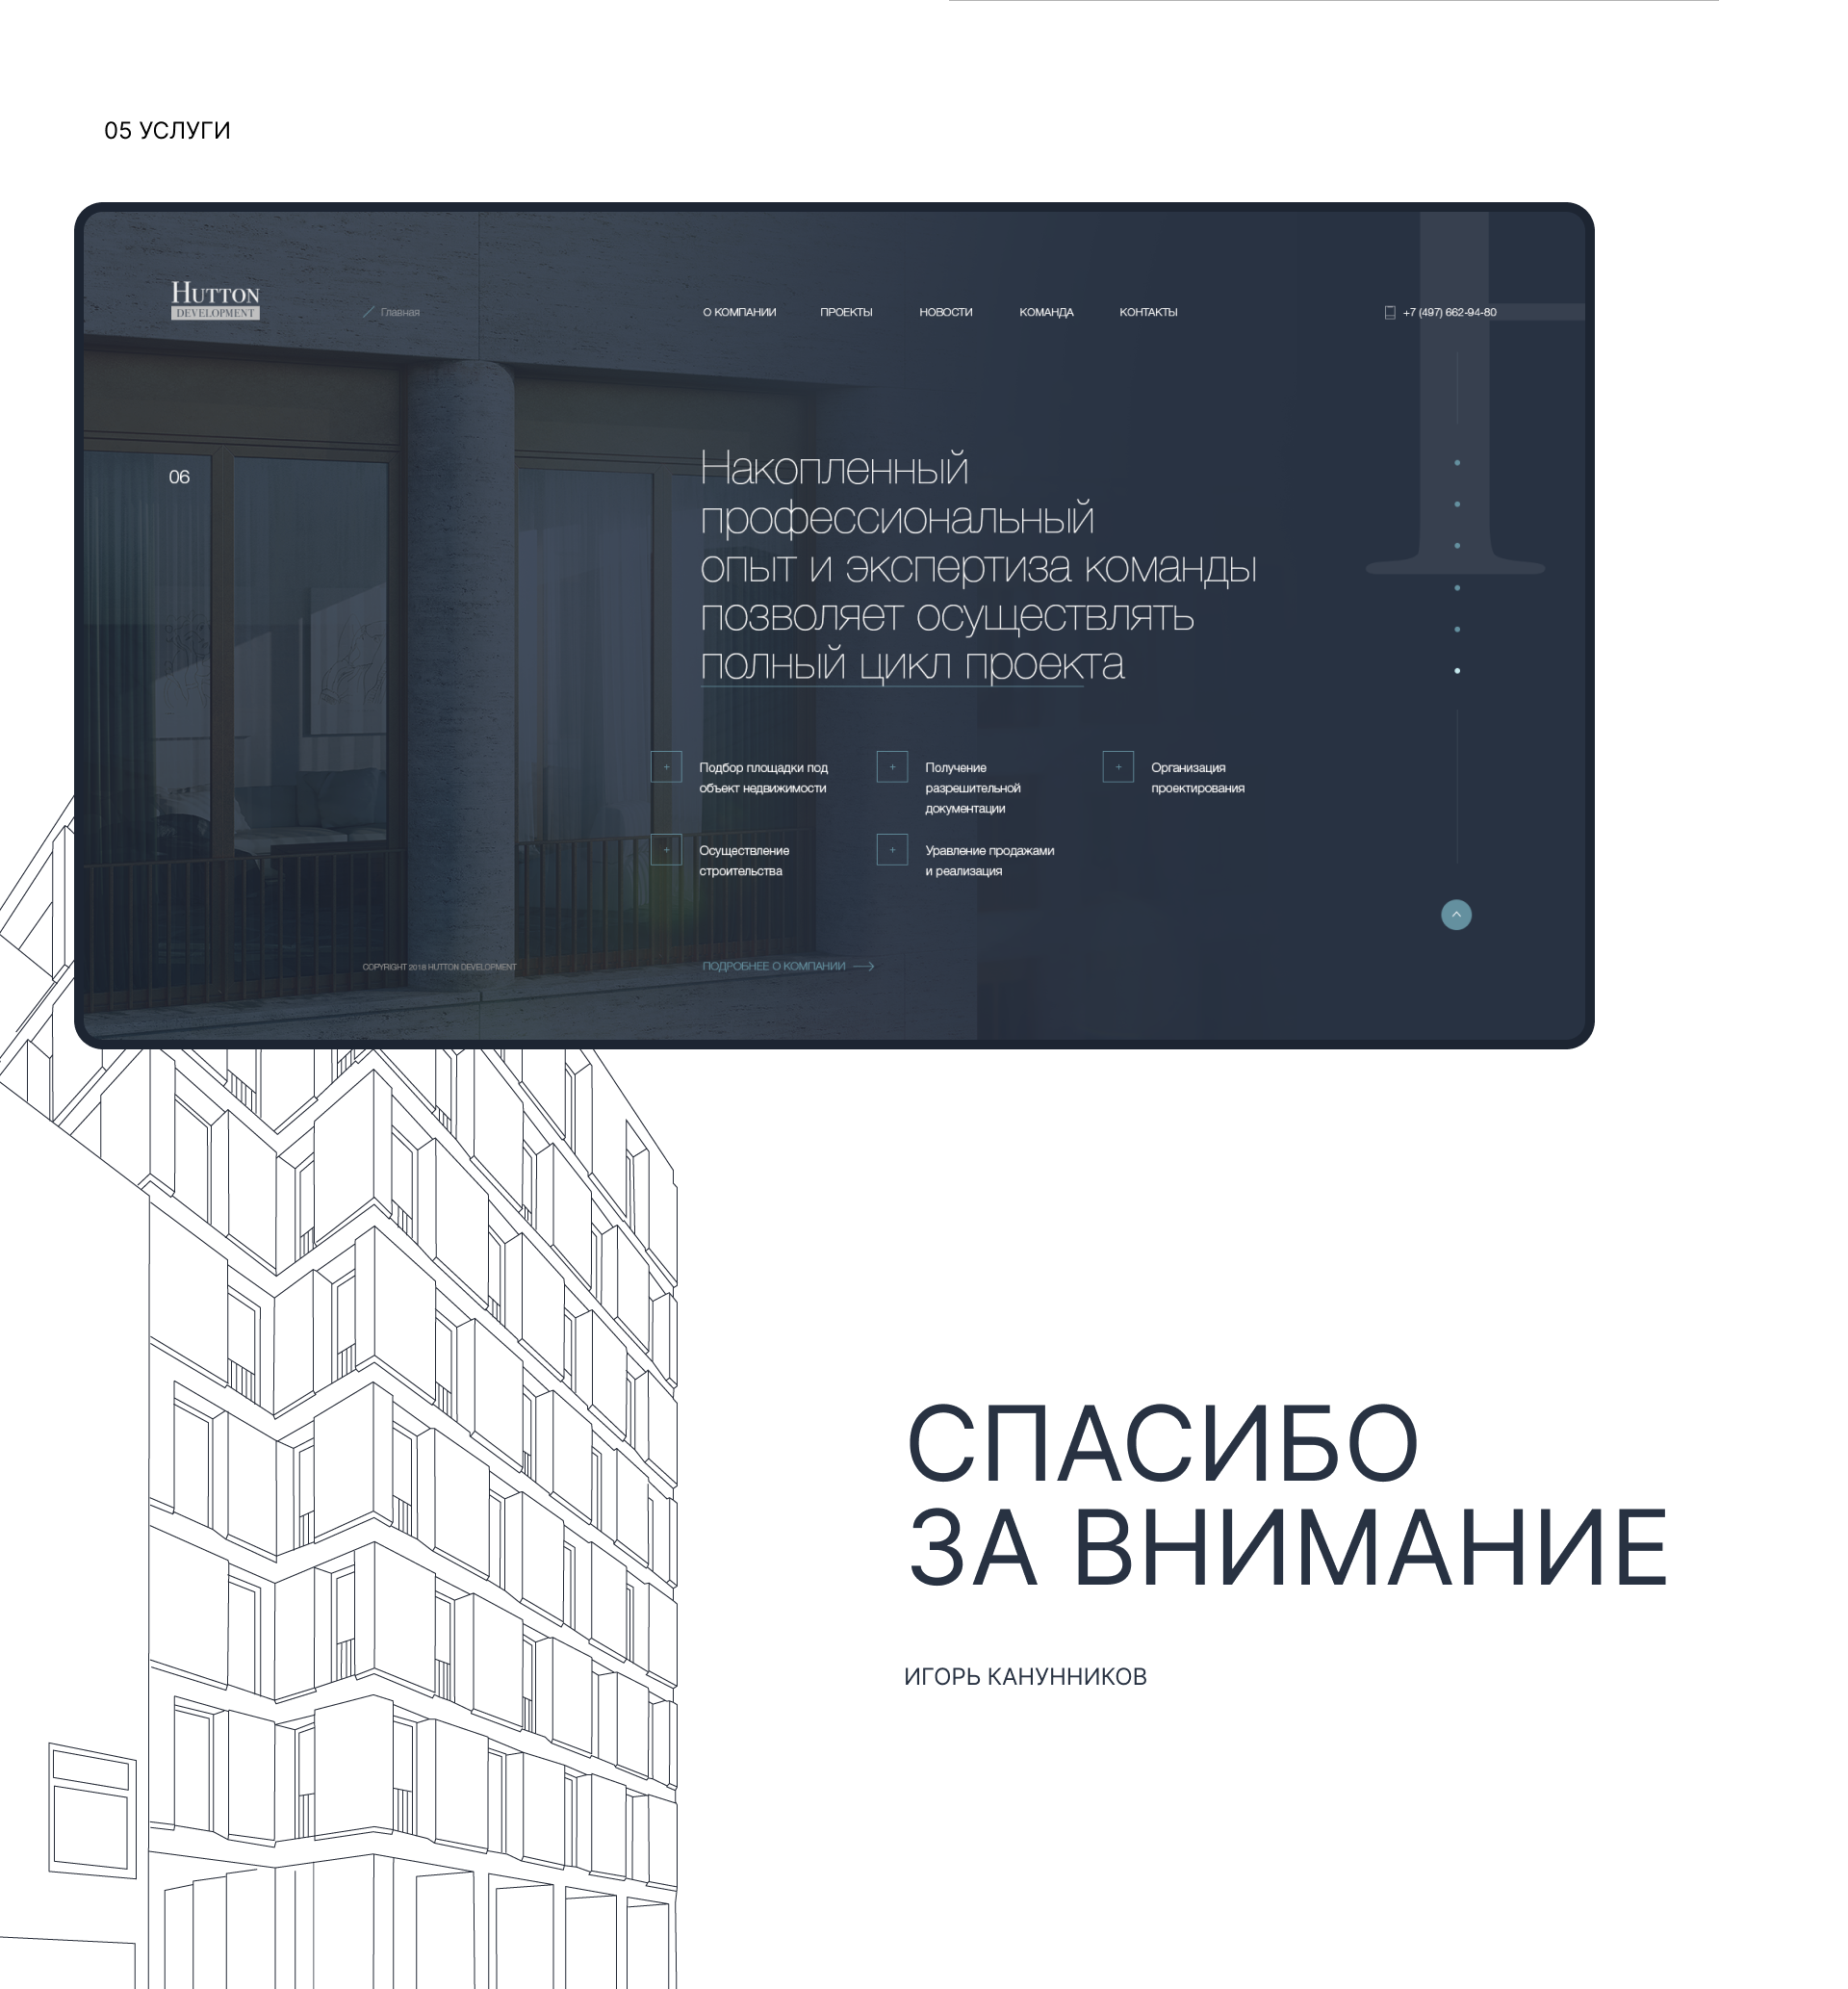 05 УСЛУГИ
HUTTON
DEVELOPMENT
Главная
О КОМПАНИИ
ПРОЕКТЫ
НОВОСТИ
КОМАНДА
КОНТАКТЫ
+7 (497) 662-94-80
06
Накопленный
профессиональный
опыт и экспертиза команды
позволяет осуществлять
полный цикл проекта
Подбор площадки под
объект недвижимости
Получение
разрешительной
документации
Организация
проектирования
Осуществление
строительства
Уравление продажами
и реализация
COPYRIGHT 2018 HUTTON DEVELOPMENT
ПОДРОБНЕЕ О КОМПАНИИ
СПАСИБО
ЗА ВНИМАНИЕ
ИГОРЬ КАНУННИКОВ